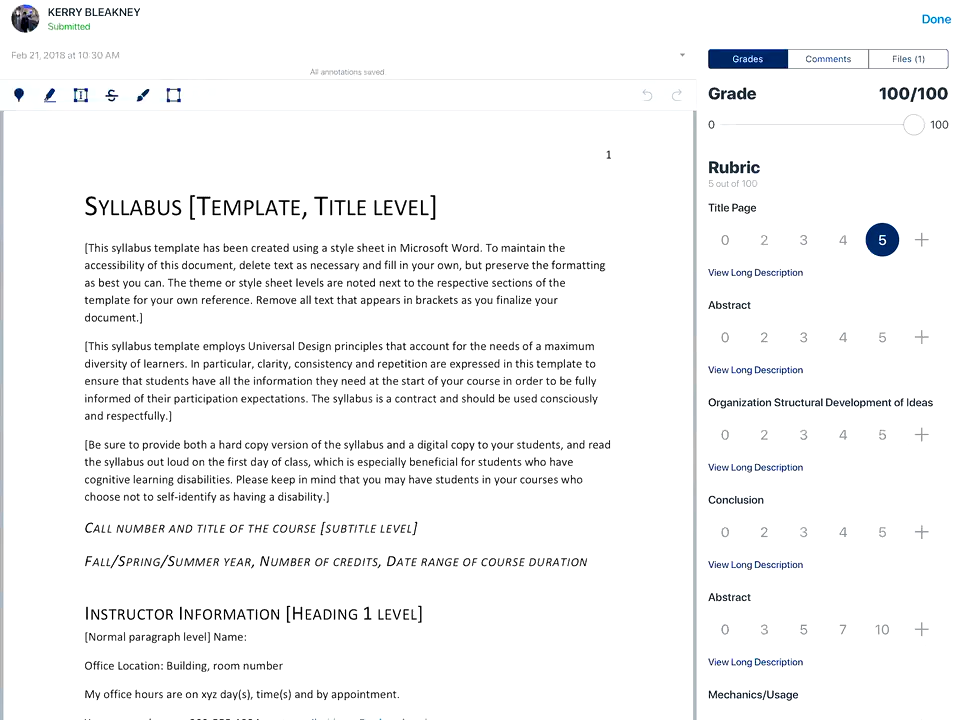 KERRY BLEAKNEY
Submitted
Done
Feb 21, 2018 at 10:30 AM
All annotations saved
1
SYLLABUS [TEMPLATE, TITLE LEVEL]
[This syllabus template has been created using a style sheet in Microsoft Word. To maintain the
accessibility of this document, delete text as necessary and fill in your own, but preserve the formatting
as best you can. The theme or style sheet levels are noted next to the respective sections of the
template for your own reference. Remove all text that appears in brackets as you finalize your
document.]
[This syllabus template employs Universal Design principles that account for the needs of a maximum
diversity of learners. In particular, clarity, consistency and repetition are expressed in this template to
ensure that students have all the information they need at the start of your course in order to be fully
informed of their participation expectations. The syllabus is a contract and should be used consciously
and respectfully.]
[Be sure to provide both a hard copy version of the syllabus and a digital copy to your students, and read
the syllabus out loud on the first day of class, which is especially beneficial for students who have
cognitive learning disabilities. Please keep in mind that you may have students in your courses who
choose not to self-identify as having a disability.]
CALL NUMBER AND TITLE OF THE COURSE [SUBTITLE LEVEL]
FALL/SPRING/SUMMER YEAR, NUMBER OF CREDITS, DATE RANGE OF COURSE DURATION
INSTRUCTOR INFORMATION [HEADING 1 LEVEL]
[Normal paragraph level] Name:
Office Location: Building, room number
My office hours are on xyz day(s), time(s) and by appointment.
Grades Comments Files (1)
Grade 100/100
0 100
Rubric
5 out of 100
Title Page
0 2 3 4 5 +
View Long Description
Abstract
0 2 3 4 5 +
View Long Description
Organization Structural Development of Ideas
0 2 3 4 5 +
View Long Description
Conclusion
0 2 3 4 5 +
View Long Description
Abstract
0 3 5 7 10 +
View Long Description
Mechanics/Usage